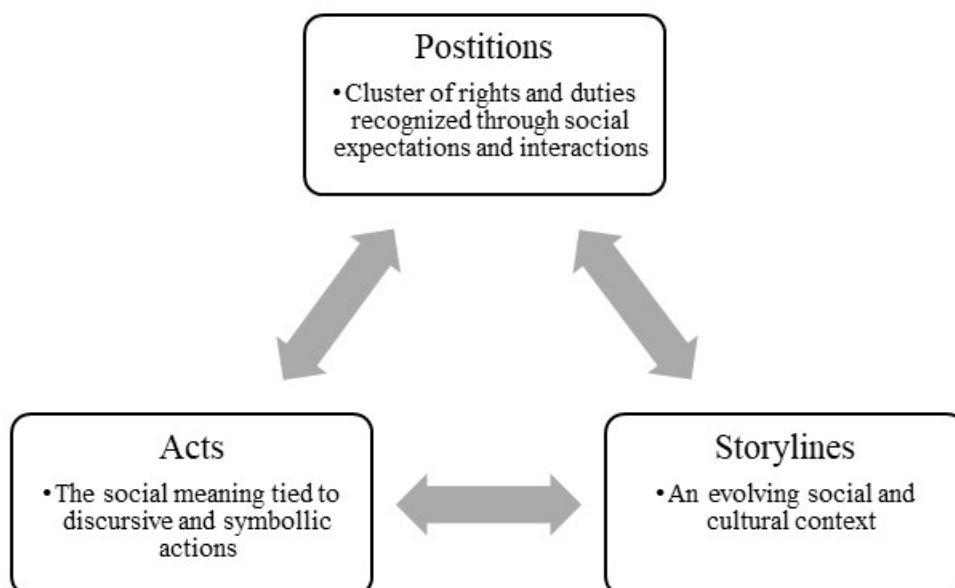 Postitions
•Cluster of rights and duties
recognized through social
expectations and interactions
Acts
•The social meaning tied to
discursive and symbollic
actions
Storylines
•An evolving social and
cultural context